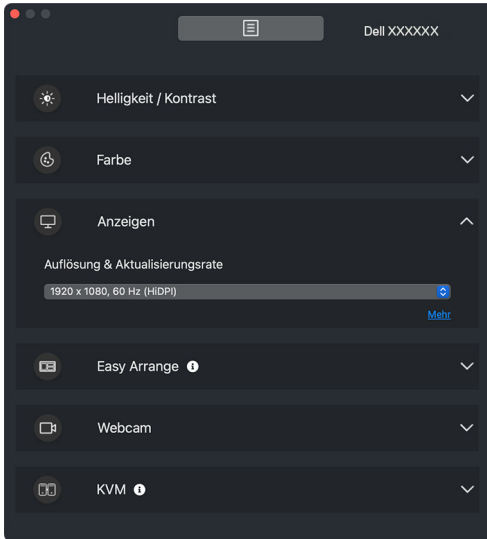 Dell XXXXXX
Helligkeit / Kontrast
Farbe
Anzeigen
Auflösung & Aktualisierungsrate
1920 x 1080, 60 Hz (HiDPI)
Mehr
Easy Arrange
Webcam
KVM